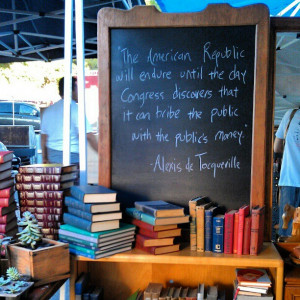 "The American Republic
will endure until the day
Congress discovers that
it can bribe the public
with the public's money."
- Alexis de Tocqueville